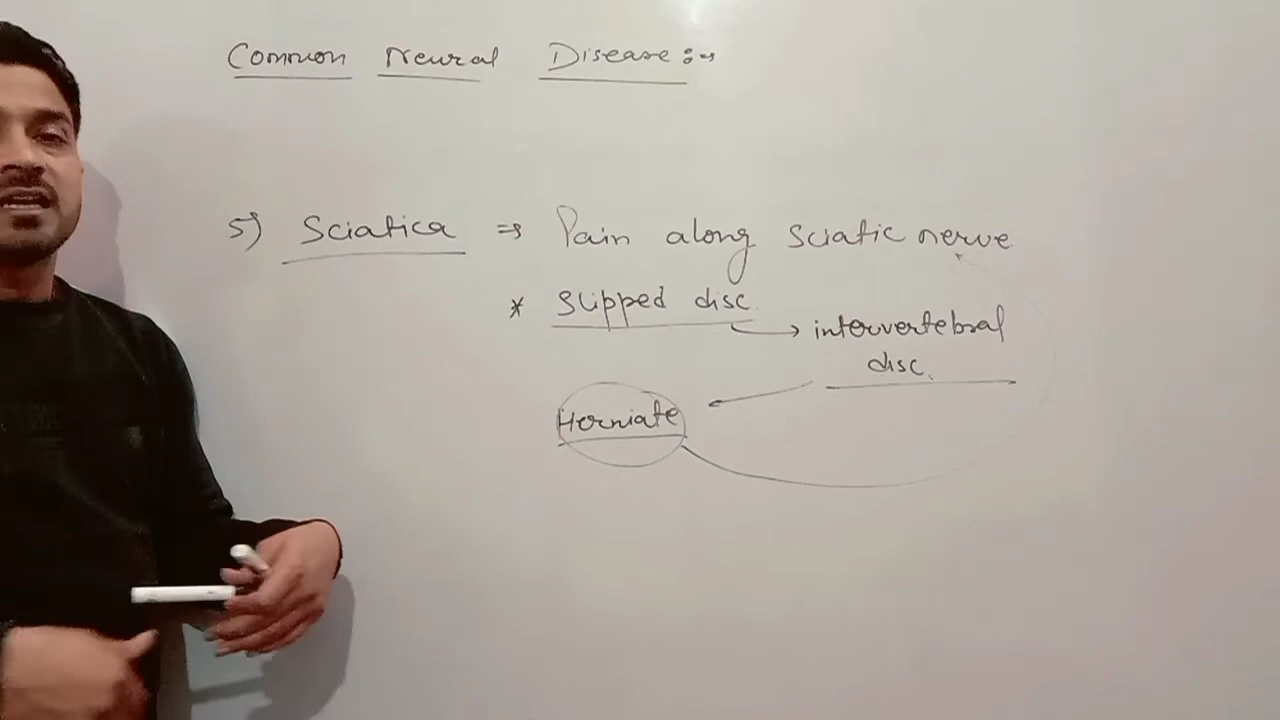 Common Neural Disease:→
5) Sciatica ⇒ Pain along sciatic nerve
* Slipped disc → intervertebral
disc.
Herniate